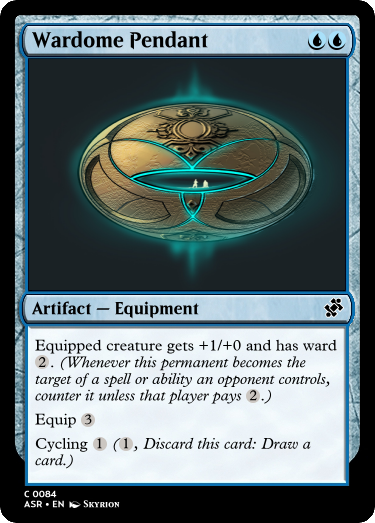 Wardome Pendant
Artifact — Equipment
Equipped creature gets +1/+0 and has ward
2. (Whenever this permanent becomes the
target of a spell or ability an opponent controls,
counter it unless that player pays 2.)
Equip 3
Cycling 1 (1, Discard this card: Draw a
card.)
C 0084
ASR • EN Skyrion